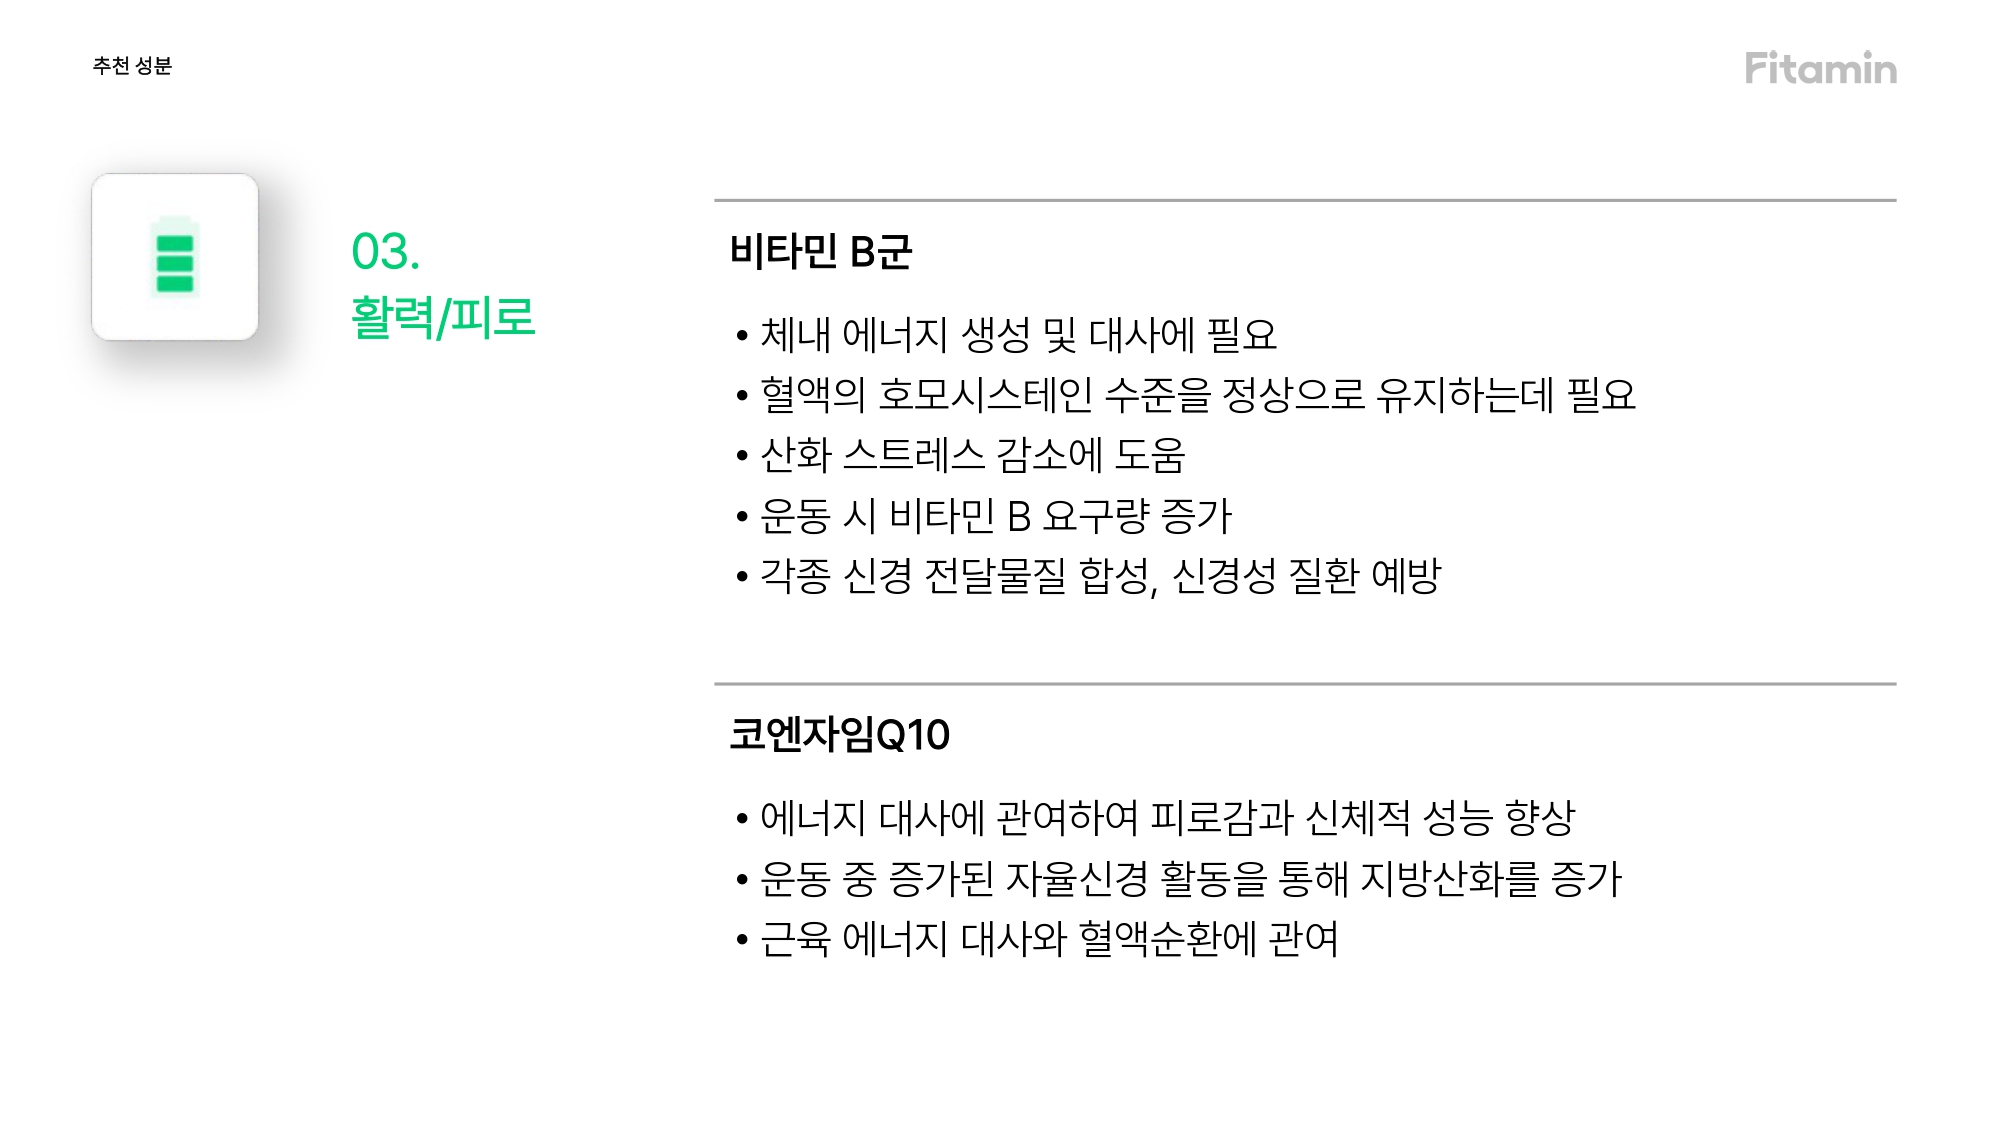 추천 성분
Fitamin
03.
활력/피로
비타민 B군
• 체내 에너지 생성 및 대사에 필요
• 혈액의 호모시스테인 수준을 정상으로 유지하는데 필요
• 산화 스트레스 감소에 도움
• 운동 시 비타민 B 요구량 증가
• 각종 신경 전달물질 합성, 신경성 질환 예방
코엔자임Q10
• 에너지 대사에 관여하여 피로감과 신체적 성능 향상
• 운동 중 증가된 자율신경 활동을 통해 지방산화를 증가
• 근육 에너지 대사와 혈액순환에 관여